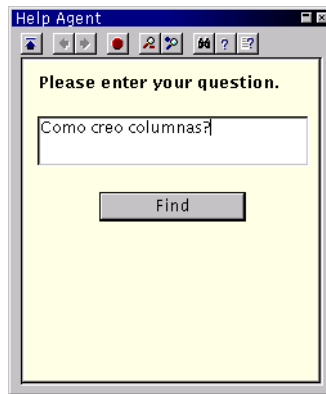 Help Agent
Please enter your question.
Como creo columnas?
Find